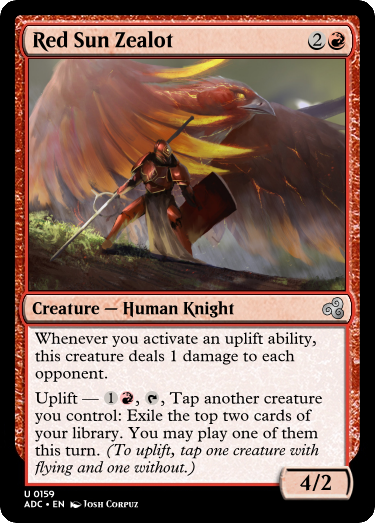 Red Sun Zealot 2
Creature — Human Knight
Whenever you activate an uplift ability,
this creature deals 1 damage to each
opponent.
Uplift — 1, , Tap another creature
you control: Exile the top two cards of
your library. You may play one of them
this turn. (To uplift, tap one creature with
flying and one without.)
4/2
U 0159
ADC • EN Josh Corpuz